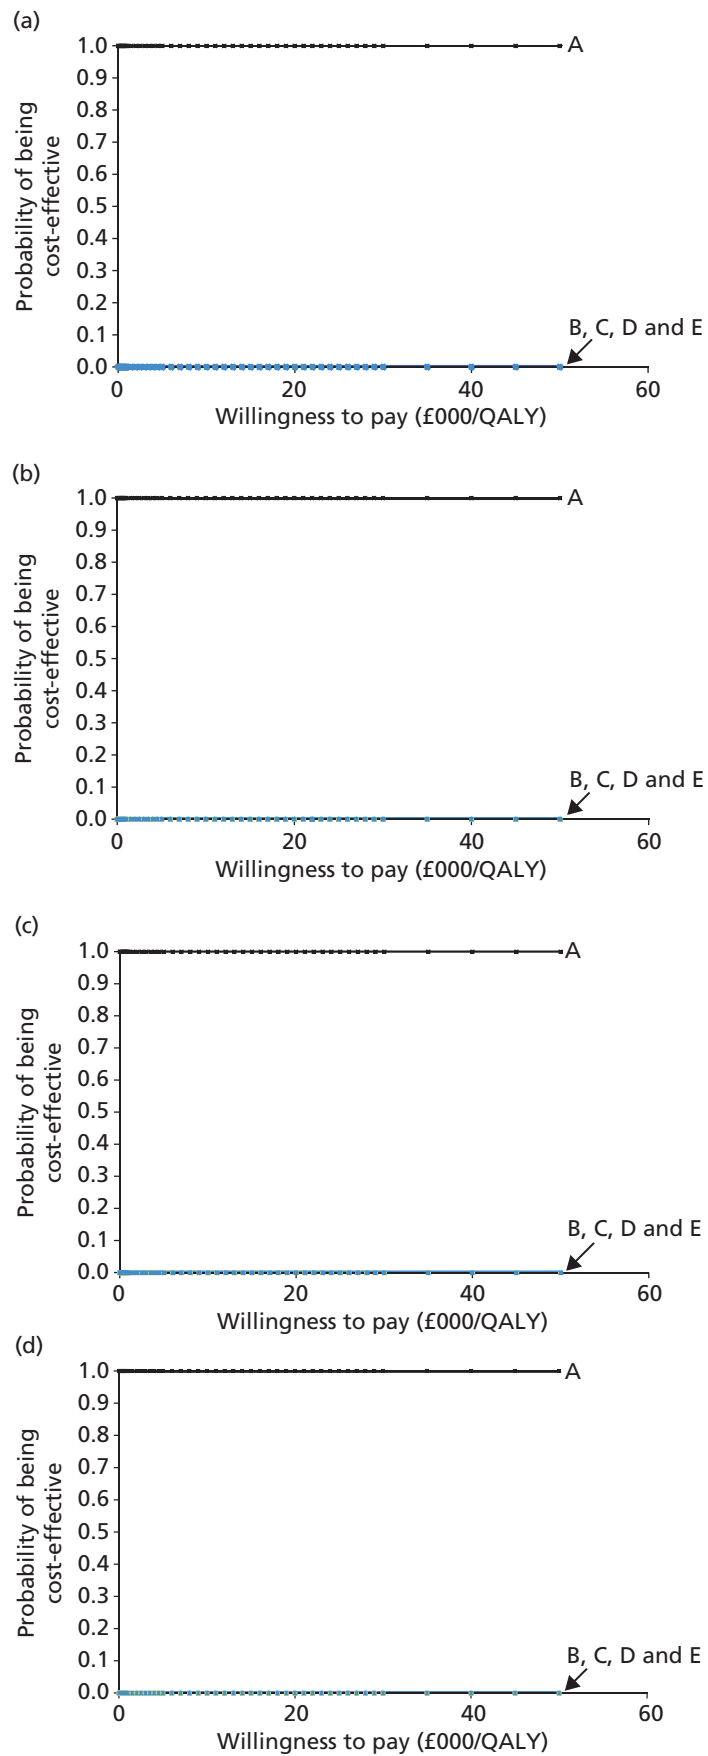 (a)
Probability of being
cost-effective
1.0
0.9
0.8
0.7
0.6
0.5
0.4
0.3
0.2
0.1
0.0
A
B, C, D and E
0 20 40 60
Willingness to pay (£000/QALY)
(b)
Probability of being
cost-effective
1.0
0.9
0.8
0.7
0.6
0.5
0.4
0.3
0.2
0.1
0.0
A
B, C, D and E
0 20 40 60
Willingness to pay (£000/QALY)
(c)
Probability of being
cost-effective
1.0
0.9
0.8
0.7
0.6
0.5
0.4
0.3
0.2
0.1
0.0
A
B, C, D and E
0 20 40 60
Willingness to pay (£000/QALY)
(d)
Probability of being
cost-effective
1.0
0.9
0.8
0.7
0.6
0.5
0.4
0.3
0.2
0.1
0.0
A
B, C, D and E
0 20 40 60
Willingness to pay (£000/QALY)